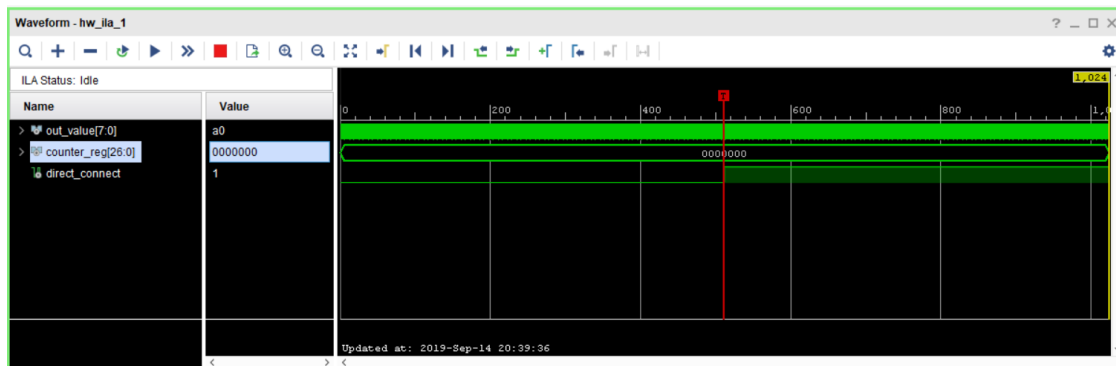 Waveform - hw_ila_1
ILA Status: Idle
1,024
Name Value
T
0 200 400 600 800 1,0
out_value[7:0] a0
counter_reg[26:0] 0000000 0000000
direct_connect 1
Updated at: 2019-Sep-14 20:39:36